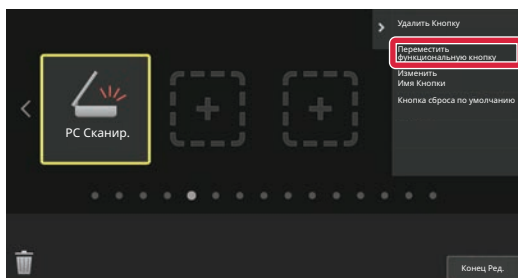 Удалить Кнопку
Переместить
функциональную кнопку
Изменить
Имя Кнопки
Кнопка сброса по умолчанию
PC Сканир.
Конец Ред.